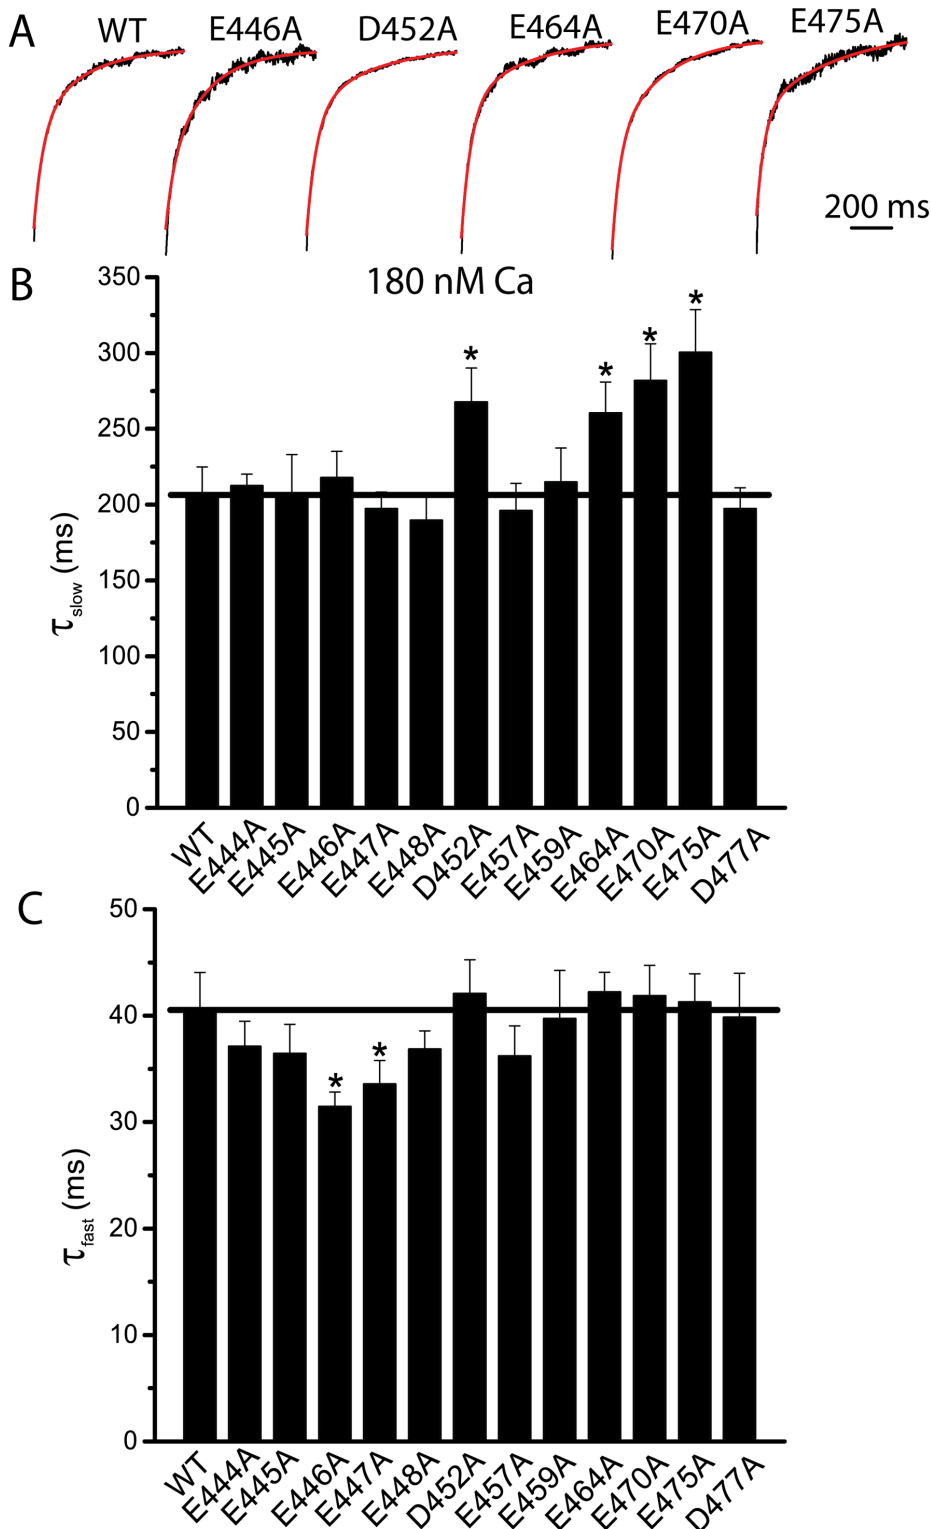 A
WT
E446A
D452A
E464A
E470A
E475A
200 ms
B
180 nM Ca
350
300
250
200
150
100
50
0
τslow (ms)
*
*
*
*
WT
E444A
E445A
E446A
E447A
E448A
D452A
E457A
E459A
E464A
E470A
E475A
D477A
C
50
40
30
20
10
0
τfast (ms)
*
*
WT
E444A
E445A
E446A
E447A
E448A
D452A
E457A
E459A
E464A
E470A
E475A
D477A